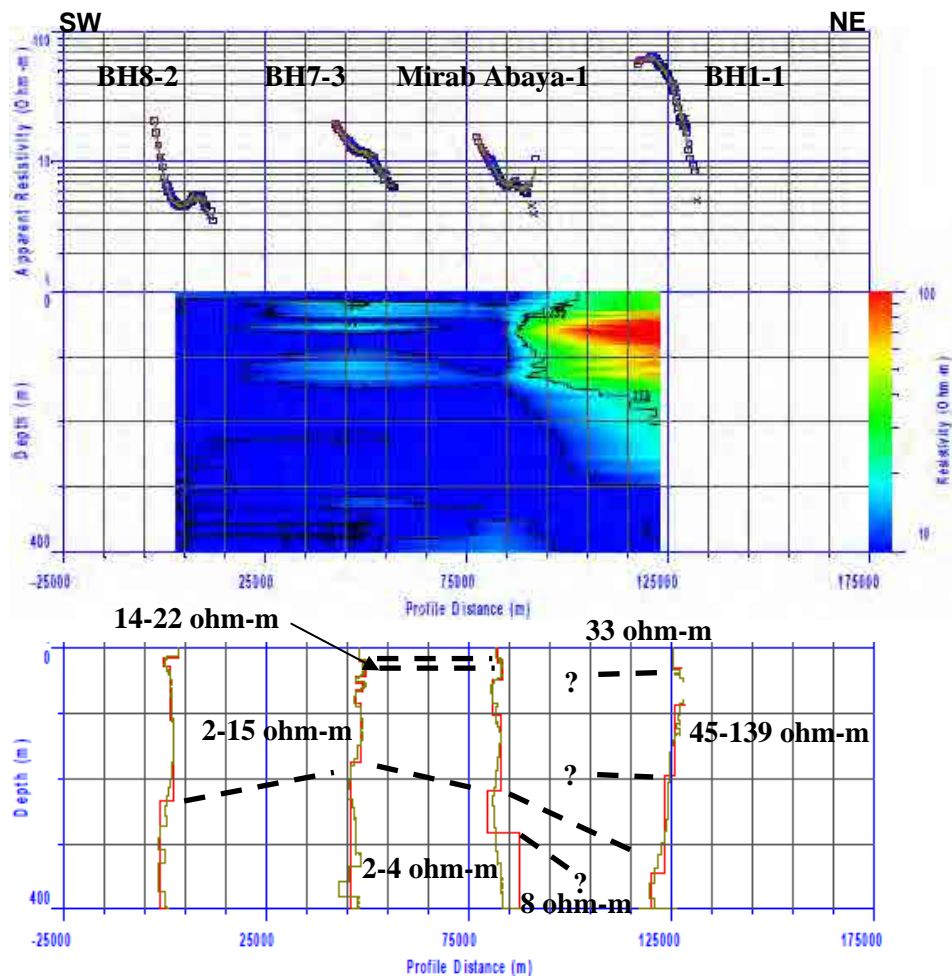 SW NE
100
BH8-2 BH7-3 Mirab Abaya-1 BH1-1
10
Apparent Resistivity (Ohm-m)
0 100
Depth (m)
Resistivity (Ohm-m)
400 10
-25000 25000 75000 125000 175000
Profile Distance (m)
14-22 ohm-m 33 ohm-m
0
?
2-15 ohm-m 45-139 ohm-m
?
Depth (m)
2-4 ohm-m ?
8 ohm-m
400
-25000 25000 75000 125000 175000
Profile Distance (m)